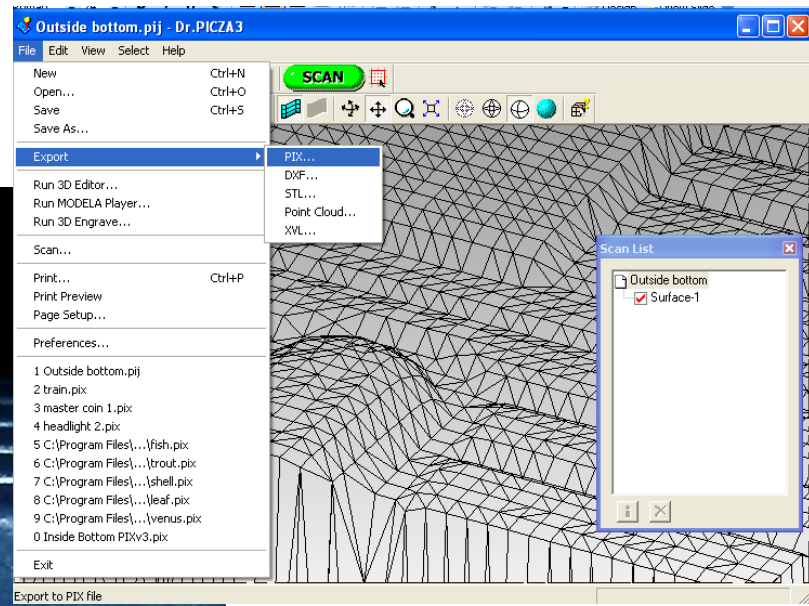 Outside bottom.pij - Dr.PICZA3
File Edit View Select Help
New Ctrl+N
Open... Ctrl+O
Save Ctrl+S
Save As...
Export
Run 3D Editor...
Run MODELA Player...
Run 3D Engrave...
Scan...
Print... Ctrl+P
Print Preview
Page Setup...
Preferences...
1 Outside bottom.pij
2 train.pix
3 master coin 1.pix
4 headlight 2.pix
5 C:\Program Files\...\fish.pix
6 C:\Program Files\...\trout.pix
7 C:\Program Files\...\shell.pix
8 C:\Program Files\...\leaf.pix
9 C:\Program Files\...\venus.pix
0 Inside Bottom PIXv3.pix
Exit
PIX...
DXF...
STL...
Point Cloud...
XVL...
SCAN
Scan List
Outside bottom
Surface-1
Export to PIX file